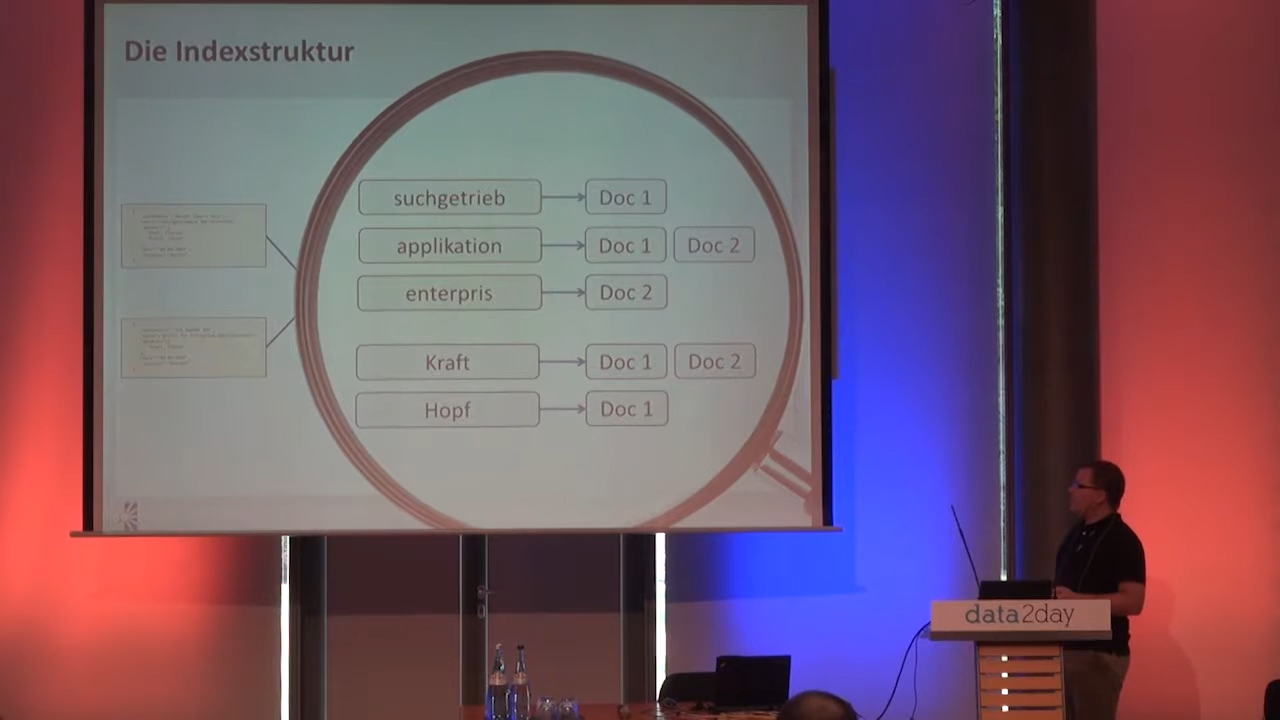 Die Indexstruktur
suchgetrieb Doc 1
applikation Doc 1 Doc 2
enterpris Doc 2
Kraft Doc 1 Doc 2
Hopf Doc 1
data2day